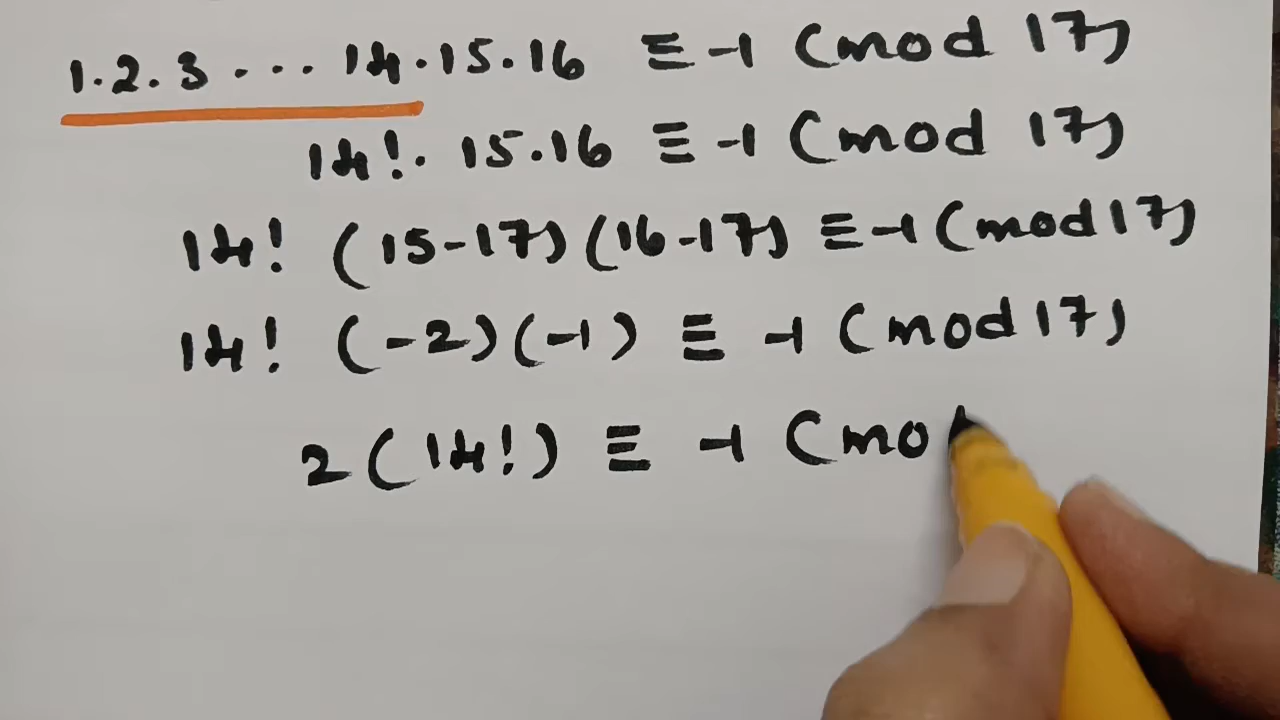 1.2.3 . . . 14.15.16 ≡ -1 (mod 17)
14!. 15.16 ≡ -1 (mod 17)
14! (15-17)(16-17) ≡ -1 (mod 17)
14! (-2)(-1) ≡ -1 (mod 17)
2(14!) ≡ -1 (mo